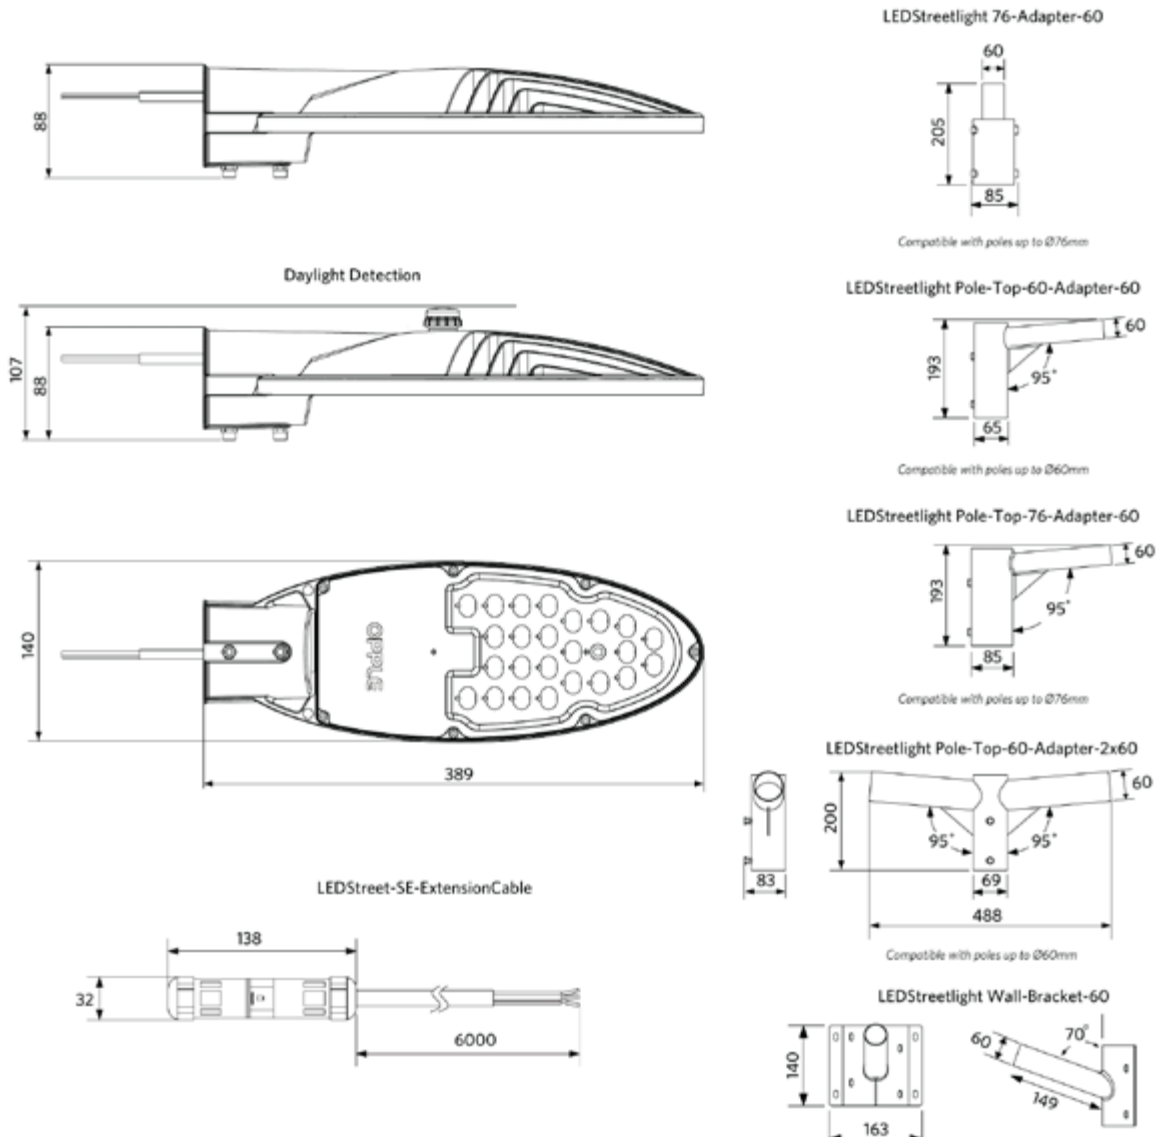 88
Daylight Detection
107
88
140
OPPLE
389
LEDStreet-SE-ExtensionCable
138
32
6000
LEDStreetlight 76-Adapter-60
60
205
85
Compatible with poles up to Ø76mm
LEDStreetlight Pole-Top-60-Adapter-60
60
193
95°
65
Compatible with poles up to Ø60mm
LEDStreetlight Pole-Top-76-Adapter-60
60
193
95°
85
Compatible with poles up to Ø76mm
LEDStreetlight Pole-Top-60-Adapter-2x60
60
200
95°
95°
83
69
488
Compatible with poles up to Ø60mm
LEDStreetlight Wall-Bracket-60
60
70°
140
149
163